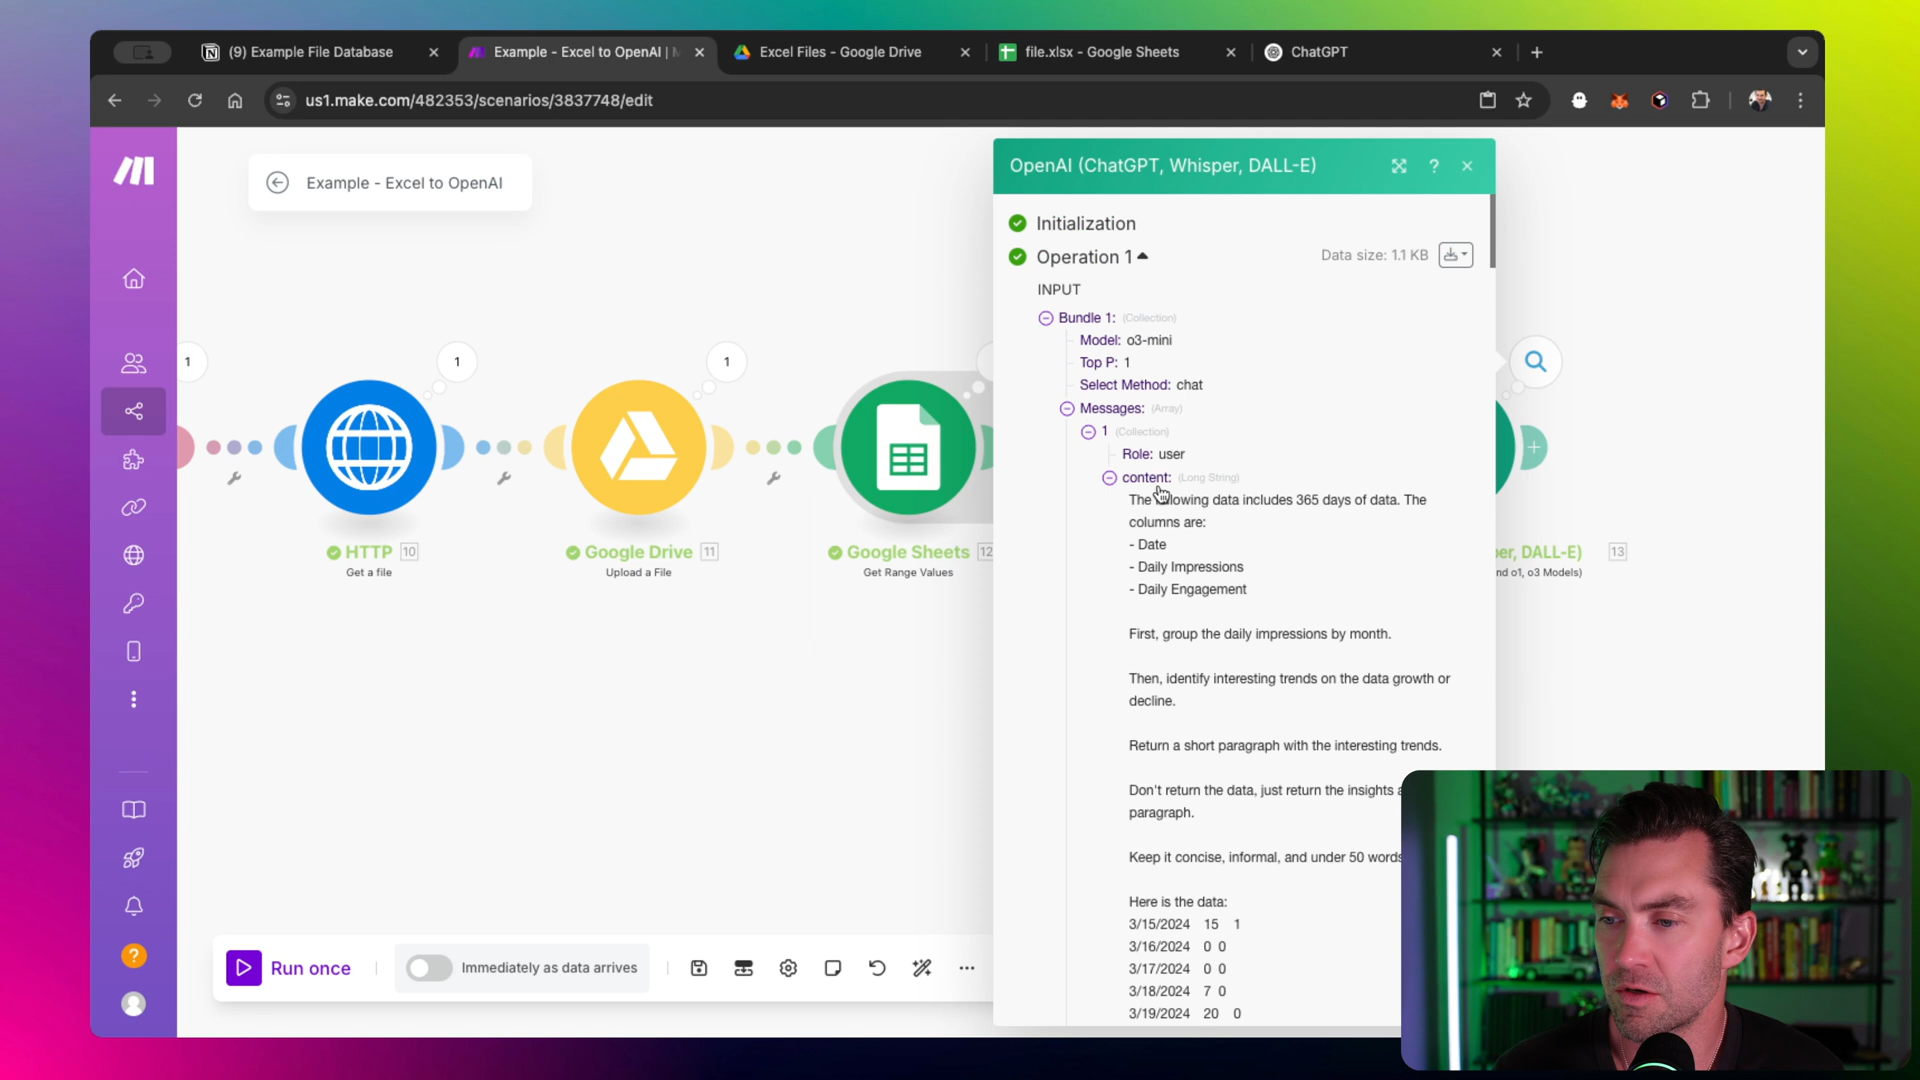 (9) Example File Database
Example - Excel to OpenAI |
Excel Files - Google Drive
file.xlsx - Google Sheets
ChatGPT
us1.make.com/482353/scenarios/3837748/edit
Example - Excel to OpenAI
OpenAI (ChatGPT, Whisper, DALL-E)
Initialization
Operation 1
Data size: 1.1 KB
INPUT
Bundle 1: (Collection)
Model: o3-mini
Top P: 1
Select Method: chat
Messages: (Array)
1 (Collection)
Role: user
content: (Long String)
The following data includes 365 days of data. The
columns are:
- Date
- Daily Impressions
- Daily Engagement
First, group the daily impressions by month.
Then, identify interesting trends on the data growth or
decline.
Return a short paragraph with the interesting trends.
Don't return the data, just return the insights
paragraph.
Keep it concise, informal, and under 50 words
Here is the data:
3/15/2024 15 1
3/16/2024 0 0
3/17/2024 0 0
3/18/2024 7 0
3/19/2024 20 0
1
1
1
HTTP 10
Get a file
Google Drive 11
Upload a File
Google Sheets 12
Get Range Values
er, DALL-E) 13
nd o1, o3 Models)
Run once
Immediately as data arrives